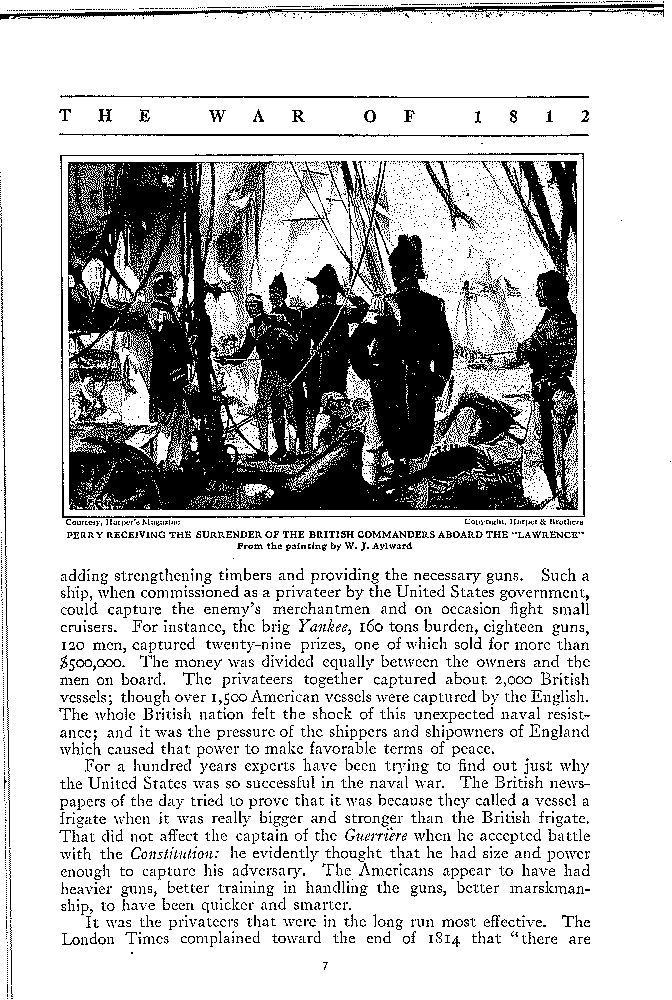 THE WAR OF 1812
Courtesy, Harper's Magazine
Copyright, Harper & Brothers
PERRY RECEIVING THE SURRENDER OF THE BRITISH COMMANDERS ABOARD THE "LAWRENCE"
From the painting by W. J. Aylward
adding strengthening timbers and providing the necessary guns. Such a
ship, when commissioned as a privateer by the United States government,
could capture the enemy's merchantmen and on occasion fight small
cruisers. For instance, the brig Yankee, 160 tons burden, eighteen guns,
120 men, captured twenty-nine prizes, one of which sold for more than
$500,000. The money was divided equally between the owners and the
men on board. The privateers together captured about 2,000 British
vessels; though over 1,500 American vessels were captured by the English.
The whole British nation felt the shock of this unexpected naval resist-
ance; and it was the pressure of the shippers and shipowners of England
which caused that power to make favorable terms of peace.
For a hundred years experts have been trying to find out just why
the United States was so successful in the naval war. The British news-
papers of the day tried to prove that it was because they called a vessel a
frigate when it was really bigger and stronger than the British frigate.
That did not affect the captain of the Guerrière when he accepted battle
with the Constitution: he evidently thought that he had size and power
enough to capture his adversary. The Americans appear to have had
heavier guns, better training in handling the guns, better marskman-
ship, to have been quicker and smarter.
It was the privateers that were in the long run most effective. The
London Times complained toward the end of 1814 that "there are
7